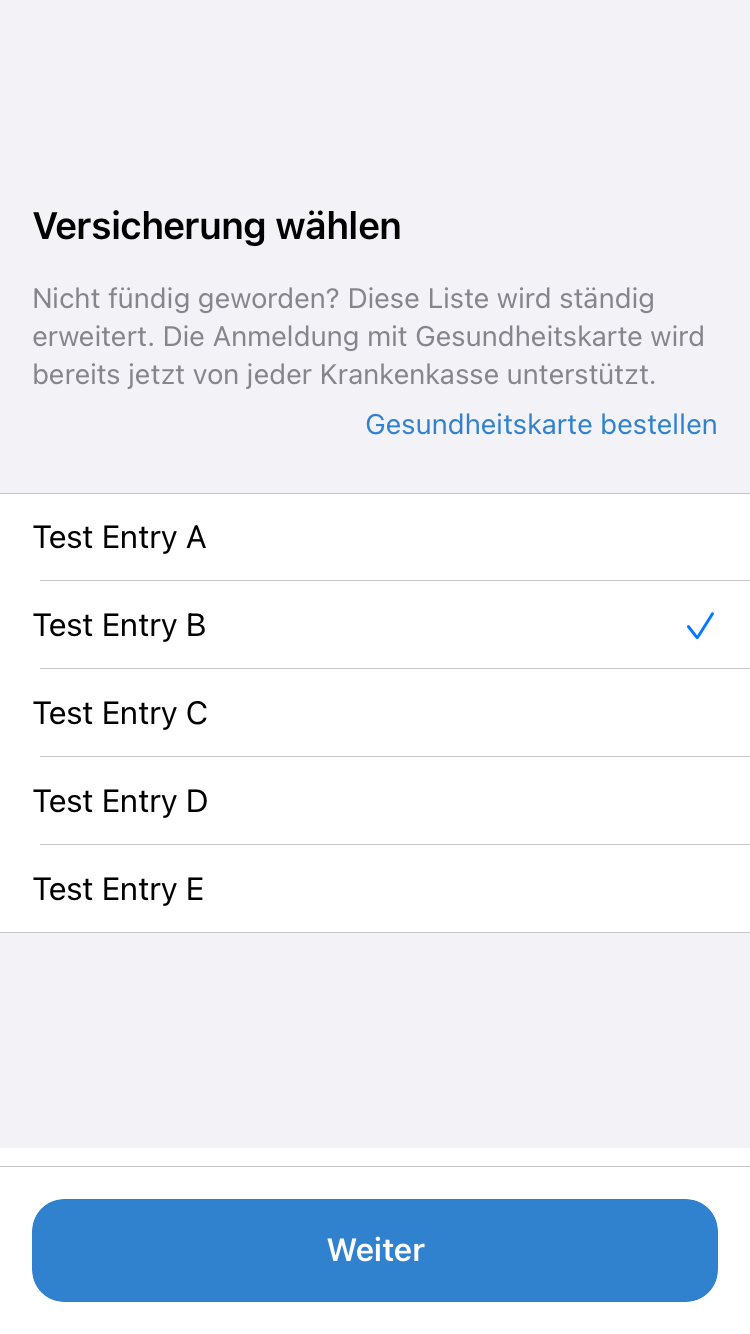 Versicherung wählen
Nicht fündig geworden? Diese Liste wird ständig
erweitert. Die Anmeldung mit Gesundheitskarte wird
bereits jetzt von jeder Krankenkasse unterstützt.
Gesundheitskarte bestellen
Test Entry A
Test Entry B
Test Entry C
Test Entry D
Test Entry E
Weiter